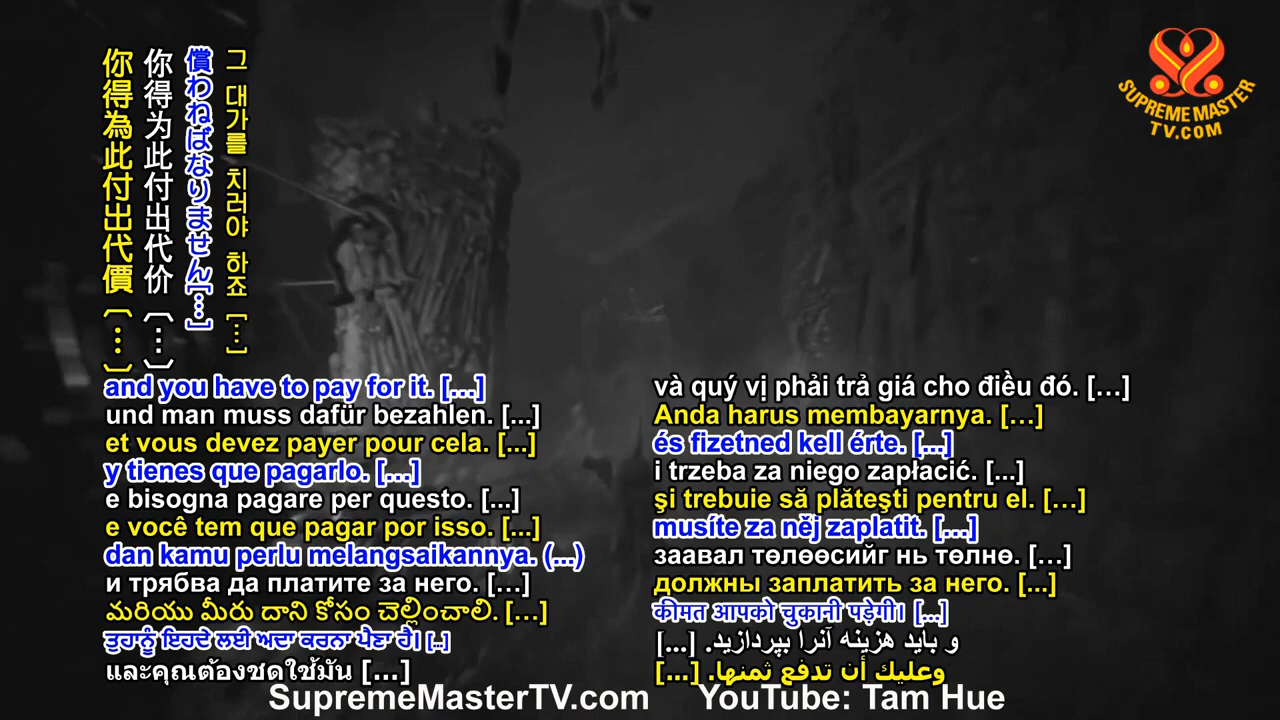 你得為此付出代價〔…〕
你得为此付出代价〔…〕
償わねばなりません[…]
그 대가를 치러야 하죠 […]
SUPREME MASTER
TV.COM
and you have to pay for it. […]
und man muss dafür bezahlen. [...]
et vous devez payer pour cela. [...]
y tienes que pagarlo. […]
e bisogna pagare per questo. [...]
e você tem que pagar por isso. [...]
dan kamu perlu melangsaikannya. (...)
и трябва да платите за него. […]
మరియు మీరు దాని కోసం చెల్లించాలి. […]
ਤੁਹਾਨੂੰ ਇਹਦੇ ਲਈ ਅਦਾ ਕਰਨਾ ਪੈਣਾ ਹੈ। [...]
และคุณต้องชดใช้มัน […]
và quý vị phải trả giá cho điều đó. […]
Anda harus membayarnya. […]
és fizetned kell érte. [...]
i trzeba za niego zapłacić. [...]
şi trebuie să plăteşti pentru el. […]
musíte za něj zaplatit. […]
заавал төлөөсийг нь төлнө. […]
должны заплатить за него. [...]
कीमत आपको चुकानी पड़ेगी। [...]
و باید هزینه آنرا بپردازید. [...]
وعليك أن تدفع ثمنها. [...]
SupremeMasterTV.com YouTube: Tam Hue